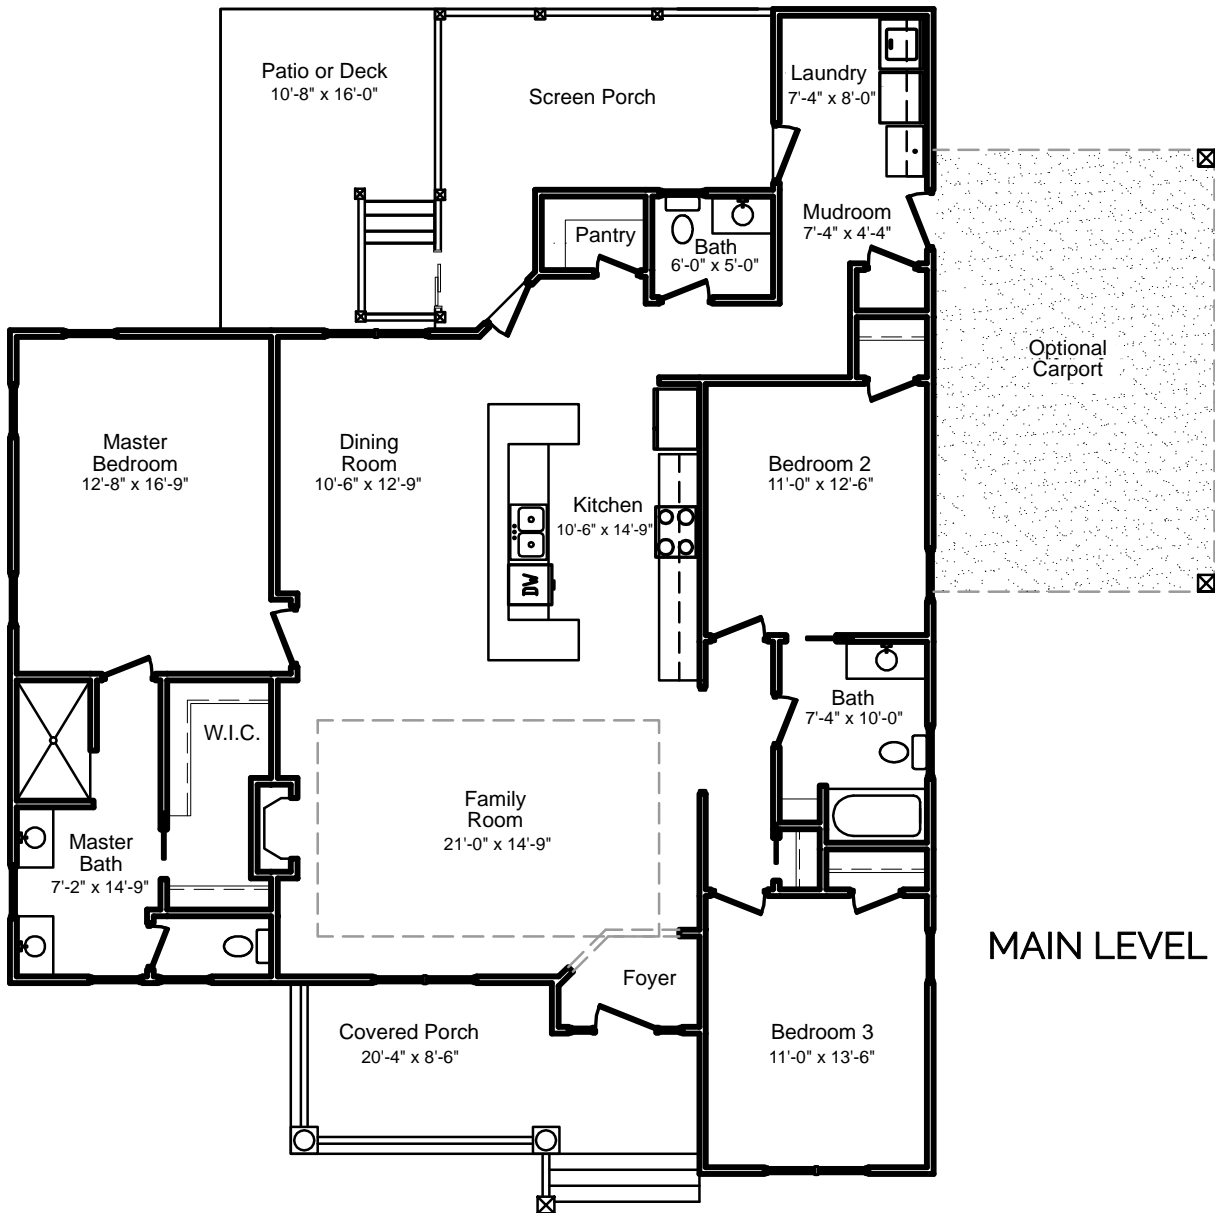 Patio or Deck
10'-8" x 16'-0"
Screen Porch
Laundry
7'-4" x 8'-0"
Mudroom
7'-4" x 4'-4"
Pantry
Bath
6'-0" x 5'-0"
Optional
Carport
Master
Bedroom
12'-8" x 16'-9"
Dining
Room
10'-6" x 12'-9"
Kitchen
10'-6" x 14'-9"
DW
Bedroom 2
11'-0" x 12'-6"
Bath
7'-4" x 10'-0"
W.I.C.
Family
Room
21'-0" x 14'-9"
Master
Bath
7'-2" x 14'-9"
Foyer
MAIN LEVEL
Covered Porch
20'-4" x 8'-6"
Bedroom 3
11'-0" x 13'-6"